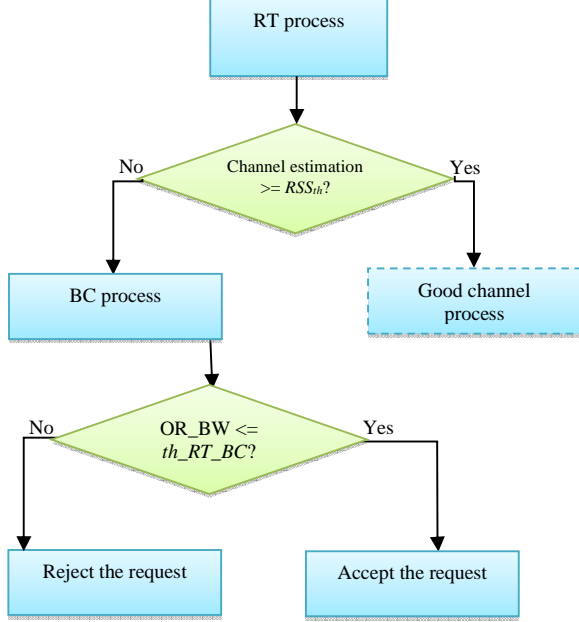 RT process
Channel estimation
>= RSSth?
No
Yes
BC process
Good channel
process
OR_BW <=
th_RT_BC?
No
Yes
Reject the request
Accept the request